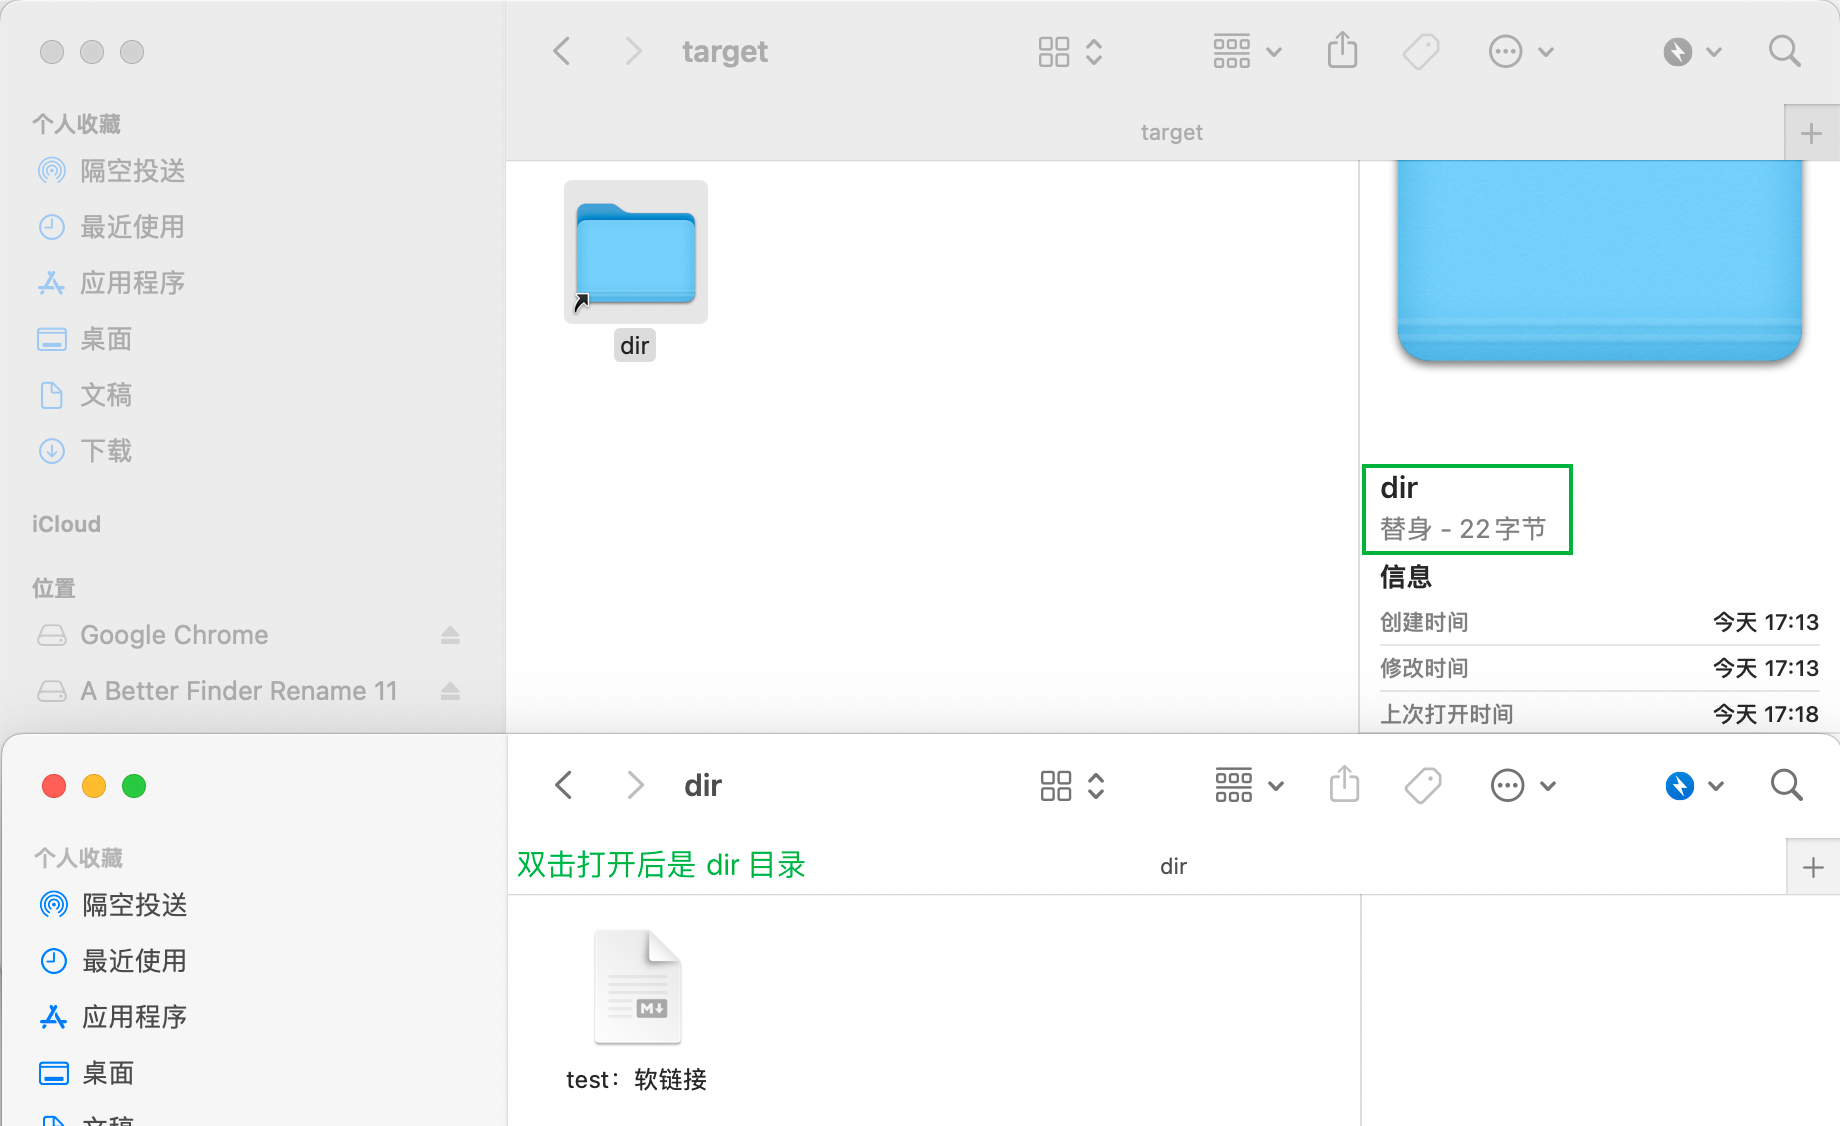 target
target
个人收藏
隔空投送
最近使用
应用程序
桌面
文稿
下载
iCloud
位置
Google Chrome
A Better Finder Rename 11
dir
dir
替身 - 22字节
信息
创建时间 今天 17:13
修改时间 今天 17:13
上次打开时间 今天 17:18
dir
双击打开后是 dir 目录
dir
个人收藏
隔空投送
最近使用
应用程序
桌面
文稿
M
test：软链接